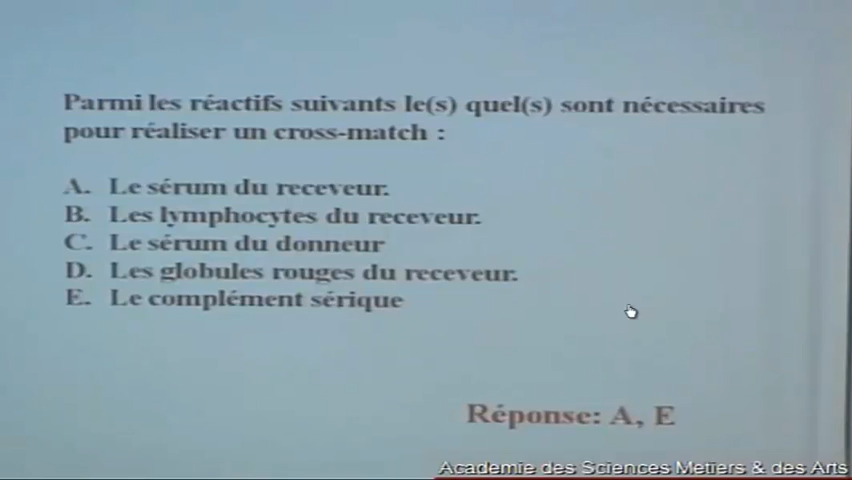 Parmi les réactifs suivants le(s) quel(s) sont nécessaires
pour réaliser un cross-match :
A. Le sérum du receveur.
B. Les lymphocytes du receveur.
C. Le sérum du donneur
D. Les globules rouges du receveur.
E. Le complément sérique
Réponse: A, E
Academie des Sciences Metiers & des Arts